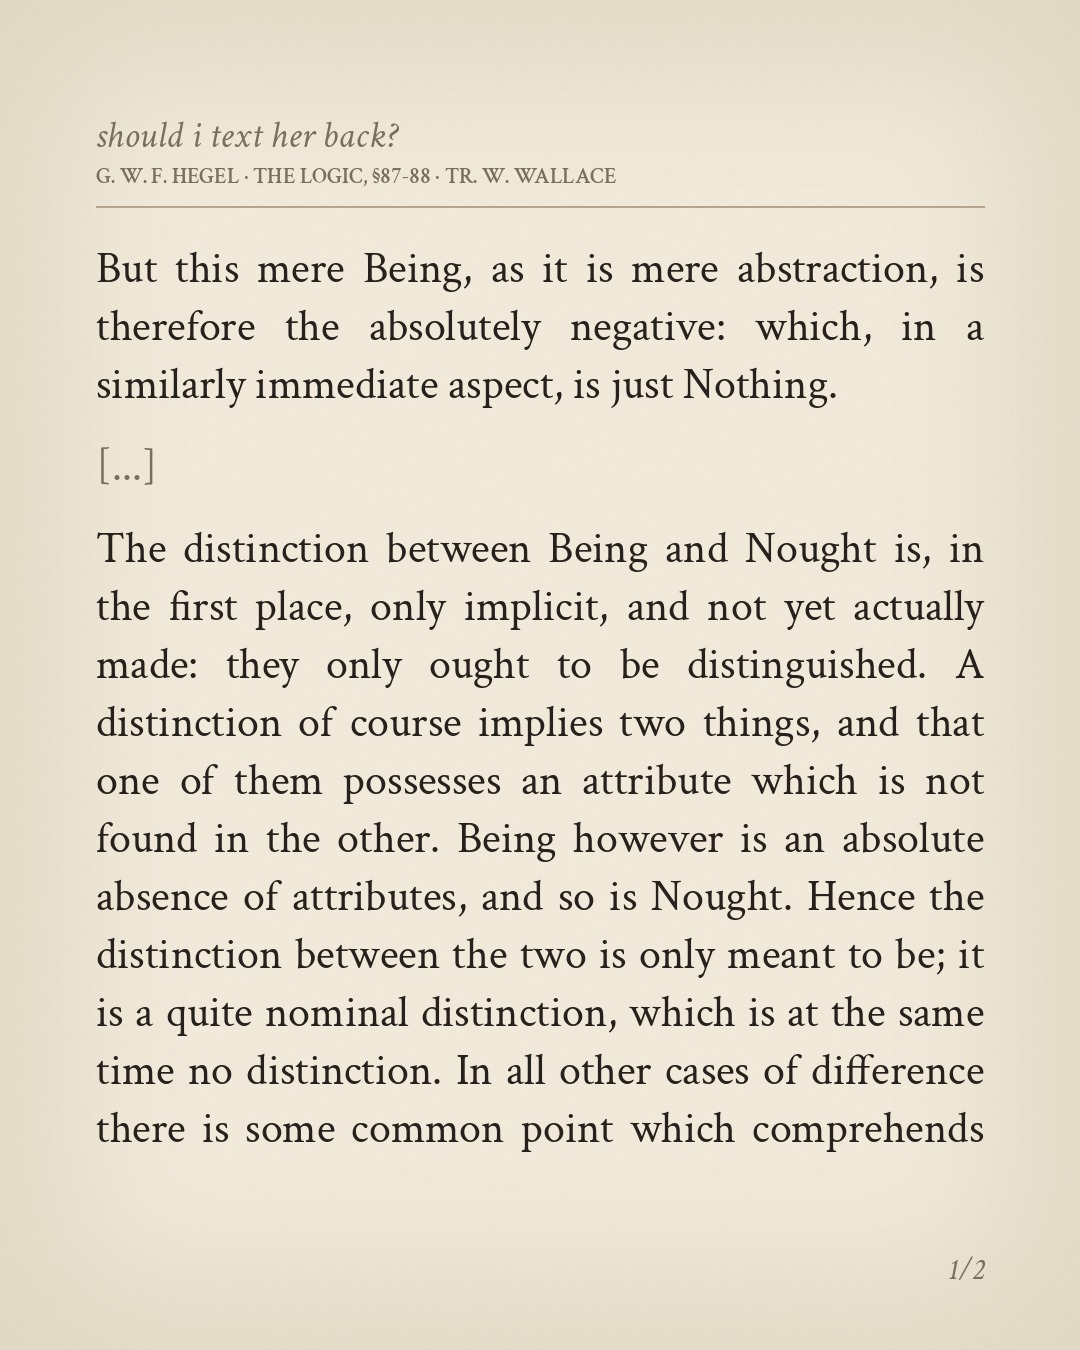 should i text her back?
G. W. F. HEGEL · THE LOGIC, §87-88 · TR. W. WALLACE
But this mere Being, as it is mere abstraction, is
therefore the absolutely negative: which, in a
similarly immediate aspect, is just Nothing.
[...]
The distinction between Being and Nought is, in
the first place, only implicit, and not yet actually
made: they only ought to be distinguished. A
distinction of course implies two things, and that
one of them possesses an attribute which is not
found in the other. Being however is an absolute
absence of attributes, and so is Nought. Hence the
distinction between the two is only meant to be; it
is a quite nominal distinction, which is at the same
time no distinction. In all other cases of difference
there is some common point which comprehends
1/2